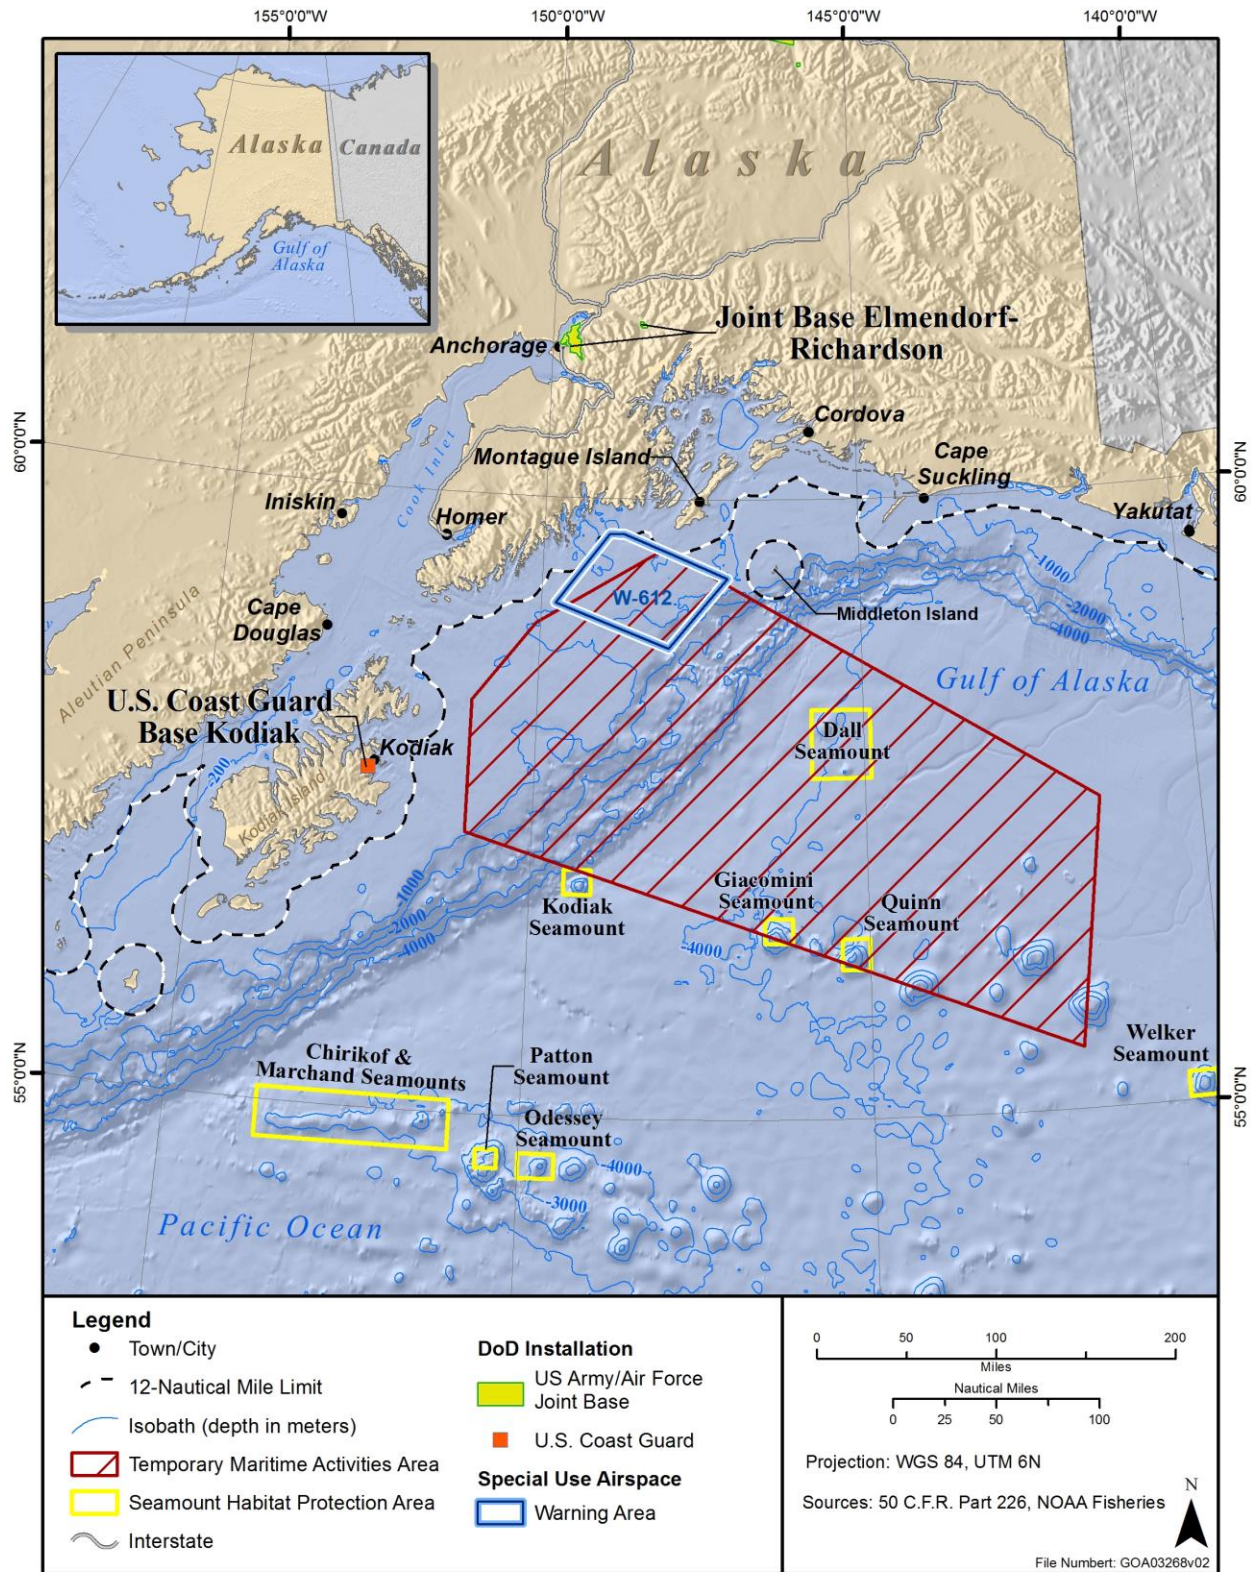 155°0'0"W
150°0'0"W
145°0'0"W
140°0'0"W
Alaska
Canada
Gulf of
Alaska
Alaska
Joint Base Elmendorf-
Richardson
Anchorage
Cordova
60°0'0"N
60°0'0"N
Montague Island
Cape
Suckling
Cook Inlet
Iniskin
Homer
Yakutat
-1000
W-612
Cape
Douglas
Middleton Island
-2000
-4000
Aleutian Peninsula
Gulf of Alaska
U.S. Coast Guard
Base Kodiak
Dall
Seamount
Kodiak
-200
Kodiak Island
-1000
Giacomini
Seamount
Quinn
Seamount
Kodiak
Seamount
-2000
-4000
-4000
Welker
Seamount
Chirikof &
Marchand Seamounts
Patton
Seamount
55°0'0"N
55°0'0"N
Odessey
Seamount
-4000
-3000
Pacific Ocean
Legend
Town/City
12-Nautical Mile Limit
Isobath (depth in meters)
Temporary Maritime Activities Area
Seamount Habitat Protection Area
Interstate
DoD Installation
US Army/Air Force
Joint Base
U.S. Coast Guard
Special Use Airspace
Warning Area
0 50 100 200
Miles
Nautical Miles
0 25 50 100
Projection: WGS 84, UTM 6N
Sources: 50 C.F.R. Part 226, NOAA Fisheries
N
File Numbert: GOA03268v02